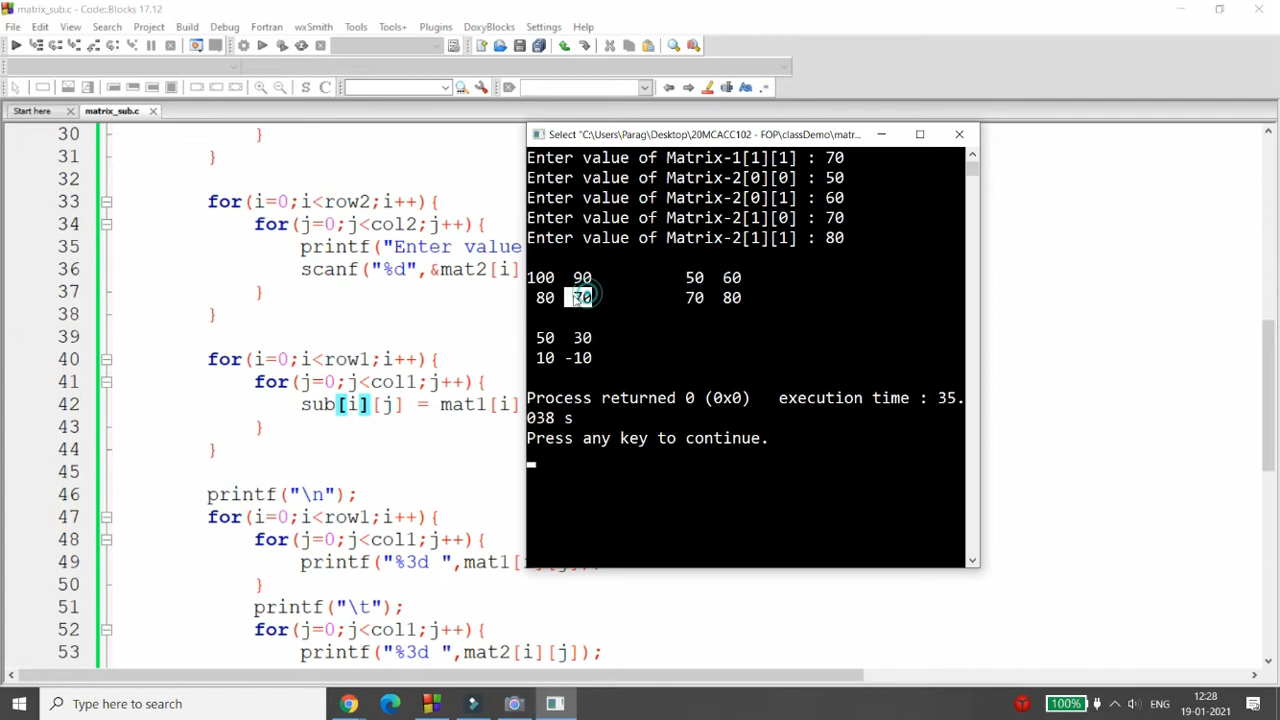 matrix_sub.c - Code::Blocks 17.12
File Edit View Search Project Build Debug Fortran wxSmith Tools Tools+ Plugins DoxyBlocks Settings Help
Start here
matrix_sub.c
30 }
31 }
32
33 for(i=0;i<row2;i++){
34 for(j=0;j<col2;j++){
35 printf("Enter value
36 scanf("%d",&mat2[i]
37 }
38 }
39
40 for(i=0;i<row1;i++){
41 for(j=0;j<col1;j++){
42 sub[i][j] = mat1[i]
43 }
44 }
45
46 printf("\n");
47 for(i=0;i<row1;i++){
48 for(j=0;j<col1;j++){
49 printf("%3d ",mat1[i][j]);
50 }
51 printf("\t");
52 for(j=0;j<col1;j++){
53 printf("%3d ",mat2[i][j]);
Select "C:\Users\Parag\Desktop\20MCACC102 - FOP\classDemo\matr...
Enter value of Matrix-1[1][1] : 70
Enter value of Matrix-2[0][0] : 50
Enter value of Matrix-2[0][1] : 60
Enter value of Matrix-2[1][0] : 70
Enter value of Matrix-2[1][1] : 80
100 90 50 60
80 70 70 80
50 30
10 -10
Process returned 0 (0x0) execution time : 35.
038 s
Press any key to continue.
Type here to search
100%
ENG
12:28
19-01-2021